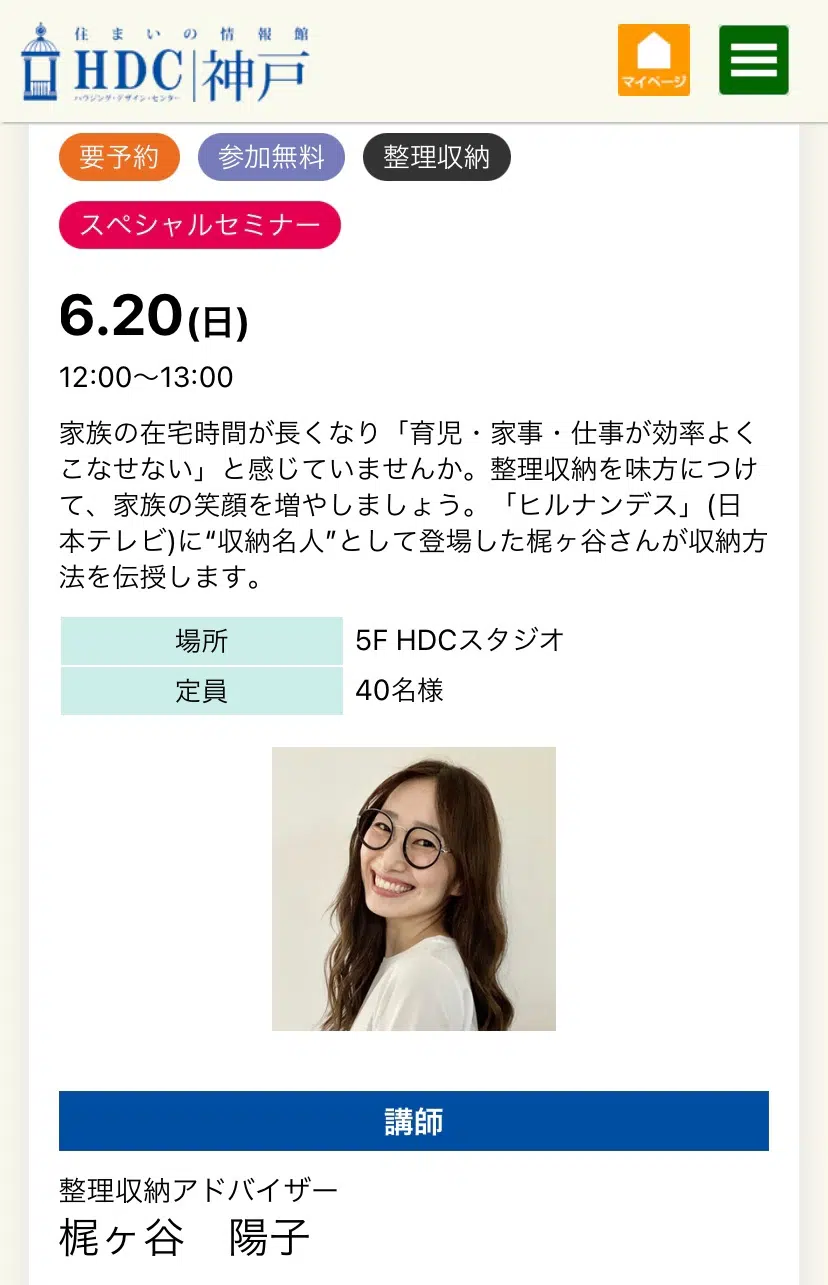 住まいの情報館
HDC 神戸
ハウジング・デザイン・センター
マイページ
要予約 参加無料 整理収納
スペシャルセミナー
6.20(日)
12:00〜13:00
家族の在宅時間が長くなり「育児・家事・仕事が効率よく
こなせない」と感じていませんか。整理収納を味方につけ
て、家族の笑顔を増やしましょう。「ヒルナンデス」(日
本テレビ)に“収納名人”として登場した梶ヶ谷さんが収納方
法を伝授します。
場所 5F HDCスタジオ
定員 40名様
講師
整理収納アドバイザー
梶ヶ谷　陽子